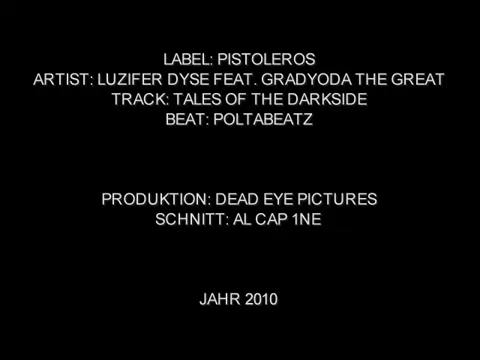 LABEL: PISTOLEROS
ARTIST: LUZIFER DYSE FEAT. GRADYODA THE GREAT
TRACK: TALES OF THE DARKSIDE
BEAT: POLTABEATZ
PRODUKTION: DEAD EYE PICTURES
SCHNITT: AL CAP 1NE
JAHR 2010